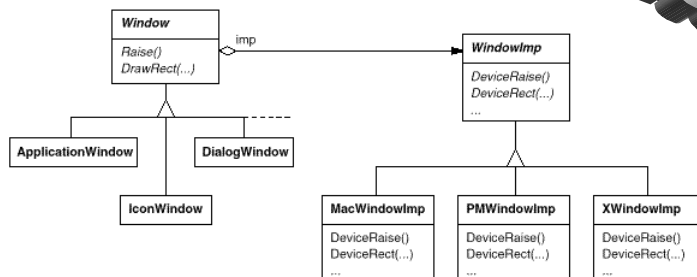 Window
Raise()
DrawRect(...)
imp
WindowImp
DeviceRaise()
DeviceRect(...)
...
ApplicationWindow
DialogWindow
IconWindow
MacWindowImp
DeviceRaise()
DeviceRect(...)
...
PMWindowImp
DeviceRaise()
DeviceRect(...)
...
XWindowImp
DeviceRaise()
DeviceRect(...)
...